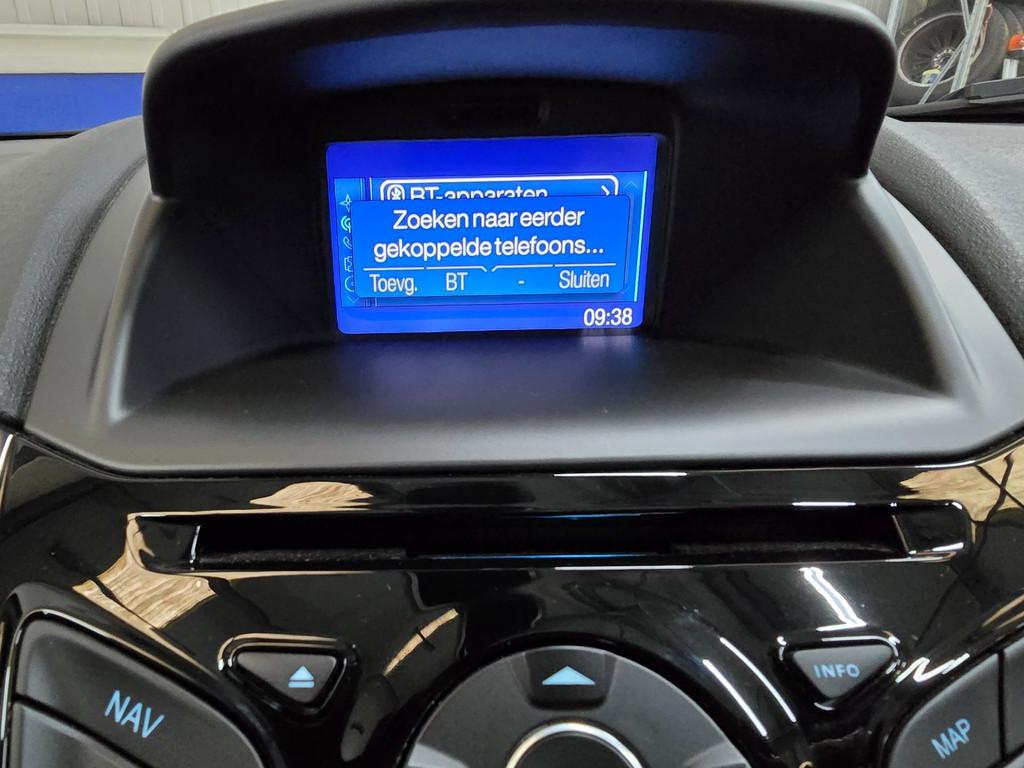 BT-apparaten
Zoeken naar eerder
gekoppelde telefoons...
Toevg. BT - Sluiten
09:38
INFO
NAV
MAP